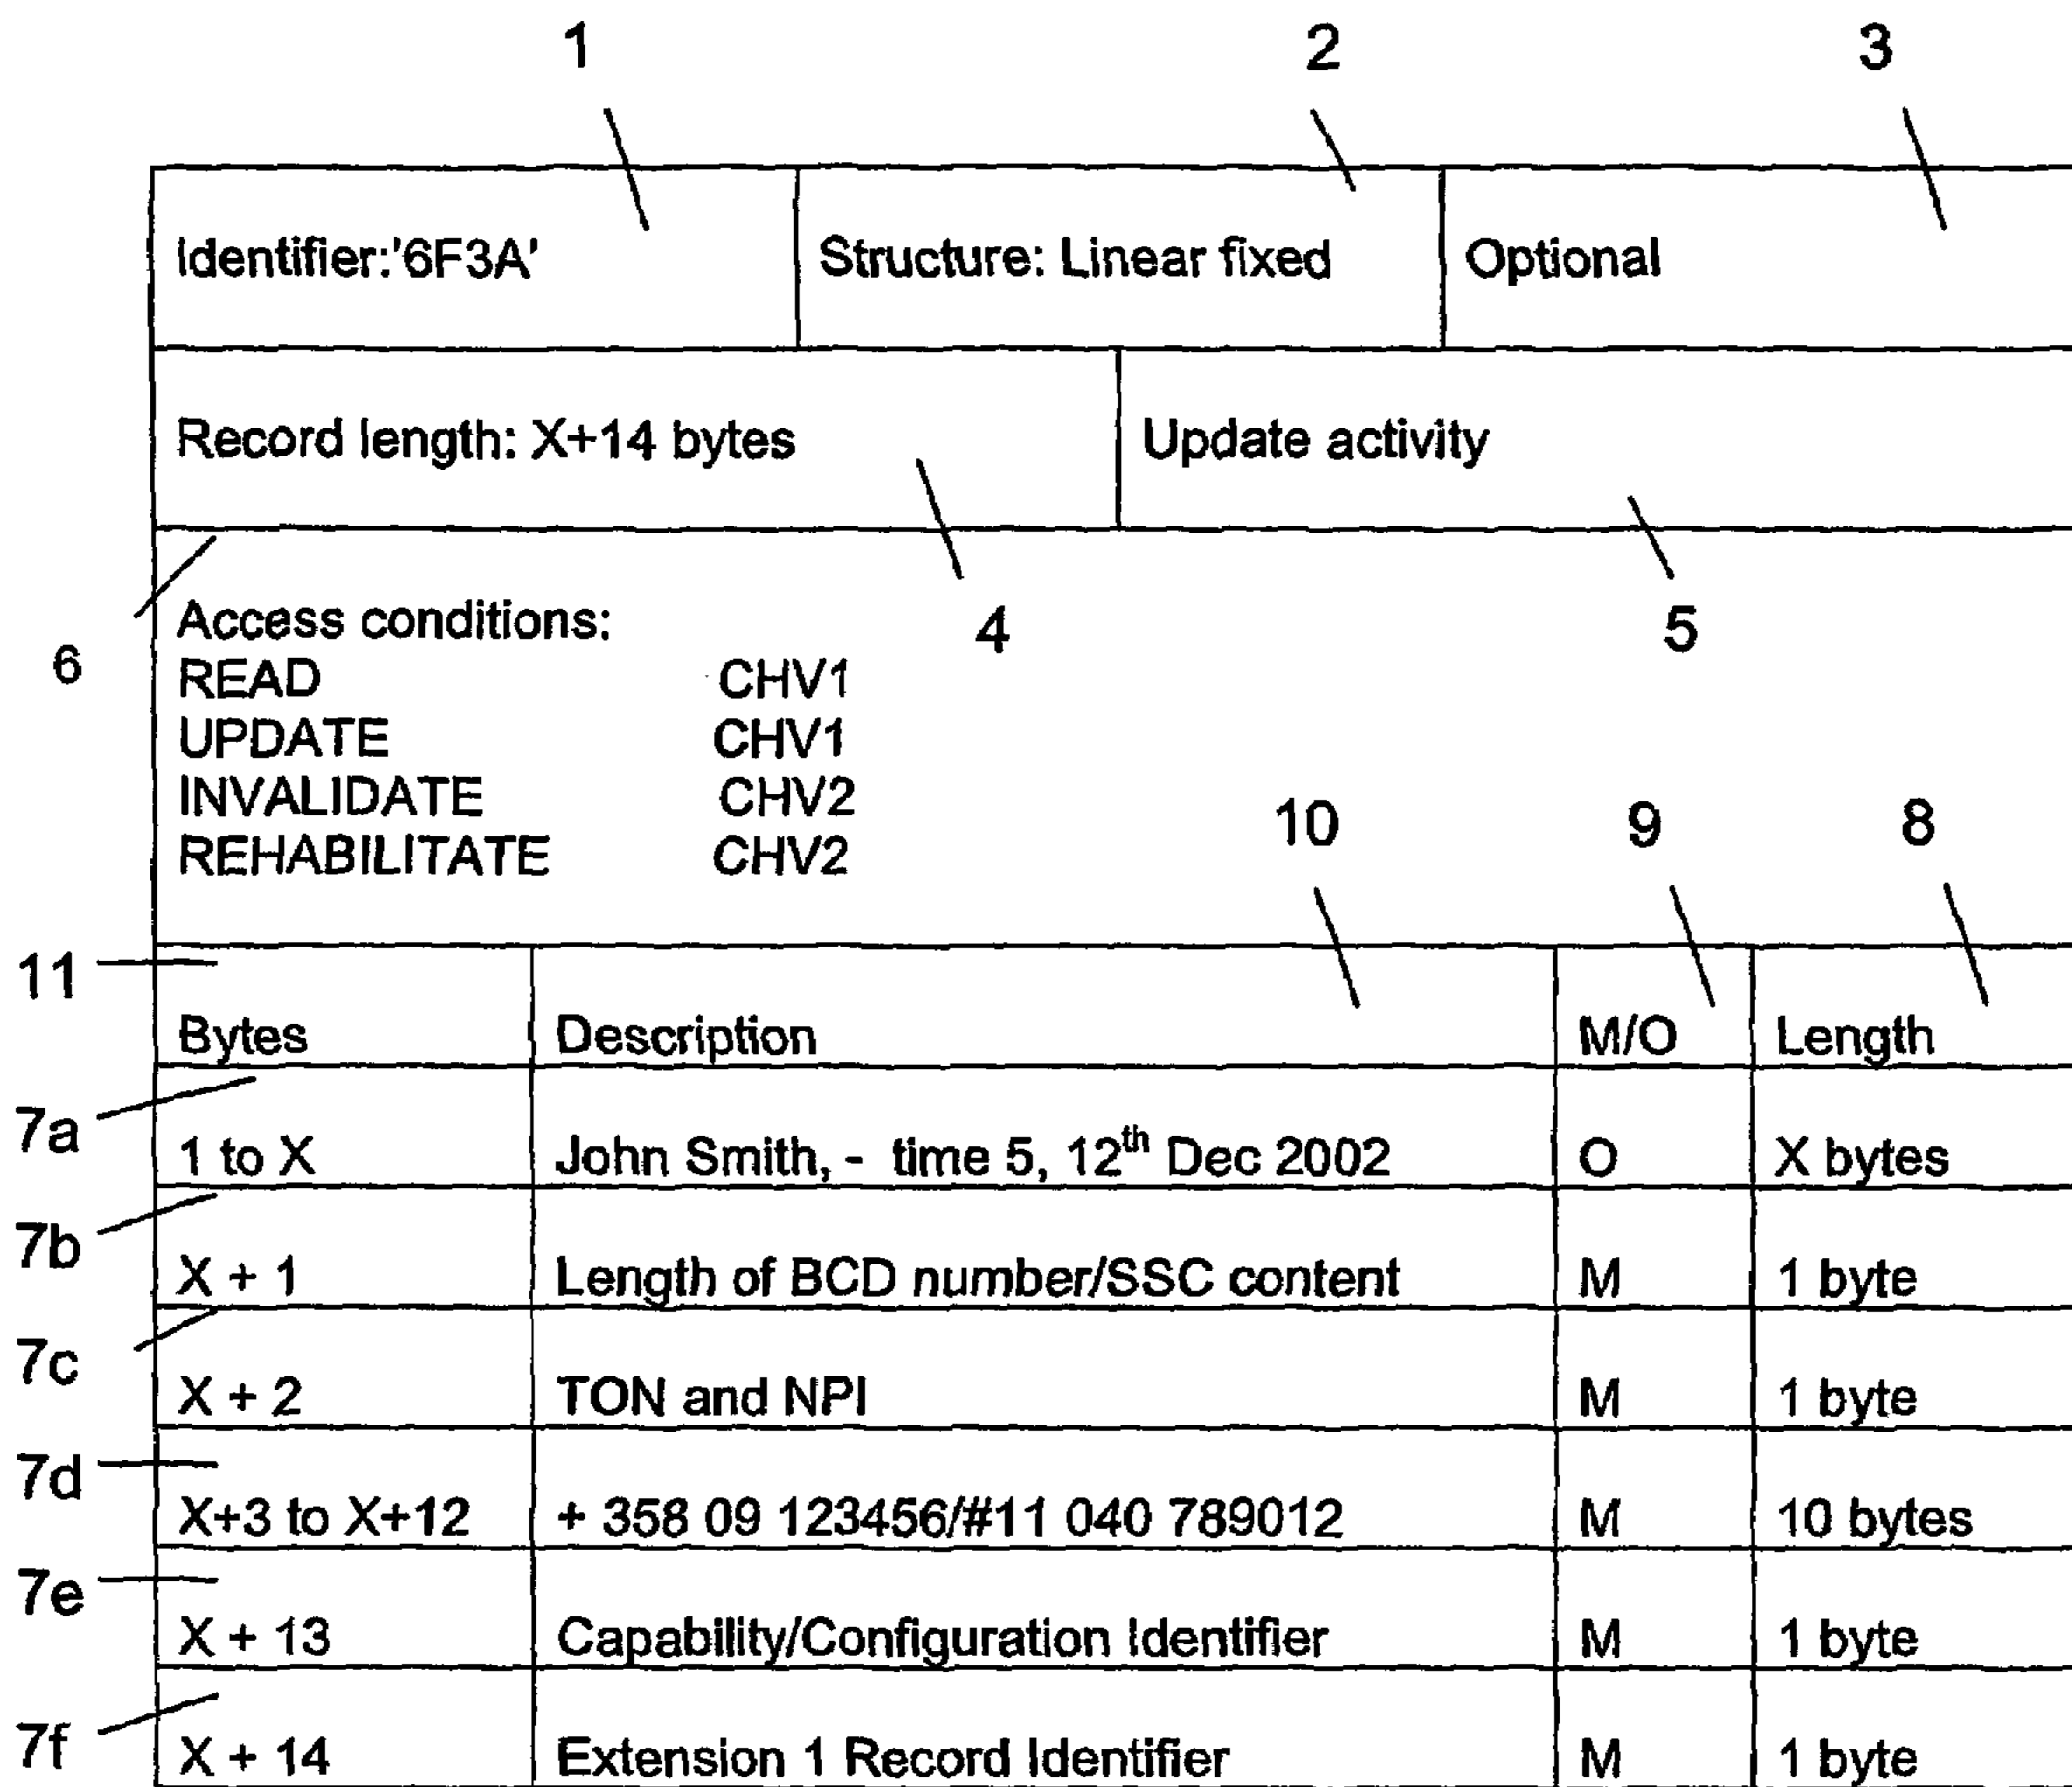 1 2 3
Identifier:'6F3A' Structure: Linear fixed Optional
Record length: X+14 bytes Update activity
6 Access conditions: 4 5
READ CHV1
UPDATE CHV1
INVALIDATE CHV2
REHABILITATE CHV2
10 9 8
11
Bytes Description M/O Length
7a
1 to X John Smith, - time 5, 12th Dec 2002 O X bytes
7b
X + 1 Length of BCD number/SSC content M 1 byte
7c
X + 2 TON and NPI M 1 byte
7d
X+3 to X+12 + 358 09 123456/#11 040 789012 M 10 bytes
7e
X + 13 Capability/Configuration Identifier M 1 byte
7f
X + 14 Extension 1 Record Identifier M 1 byte